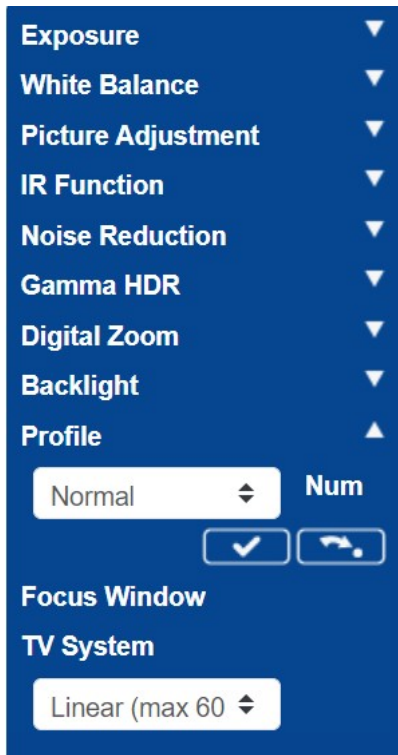 Exposure
White Balance
Picture Adjustment
IR Function
Noise Reduction
Gamma HDR
Digital Zoom
Backlight
Profile
Normal Num
Focus Window
TV System
Linear (max 60